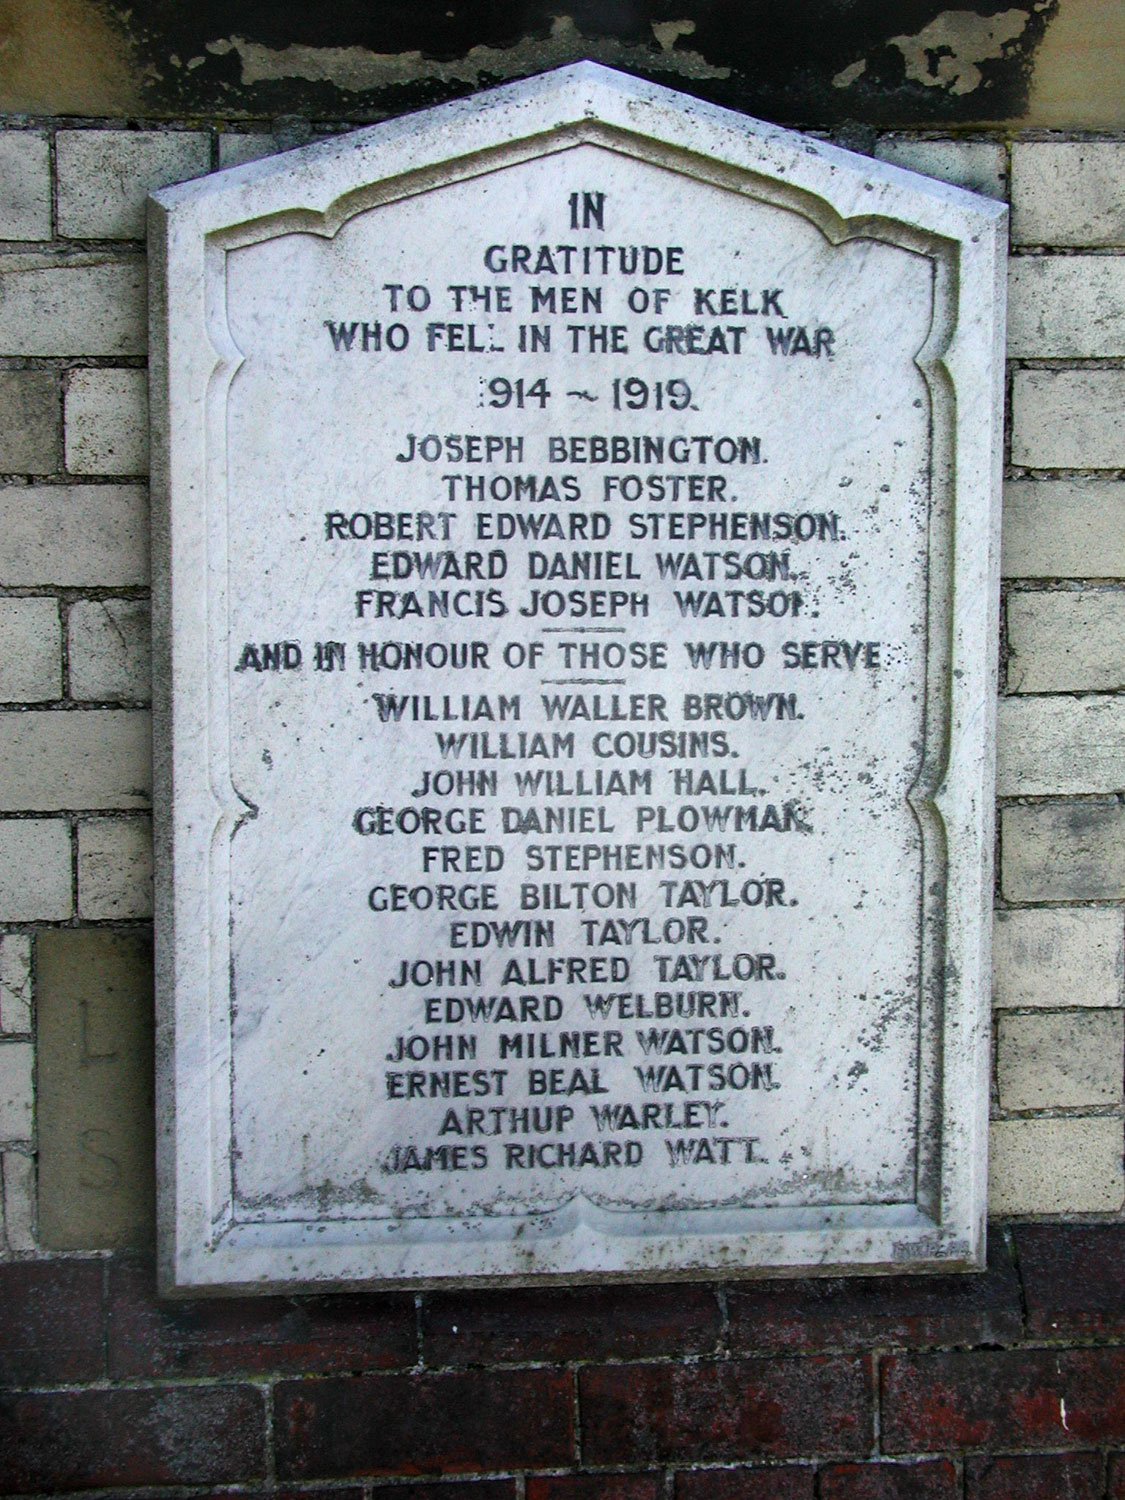 IN
GRATITUDE
TO THE MEN OF KELK
WHO FELL IN THE GREAT WAR
914 ~ 1919.
JOSEPH BEBBINGTON.
THOMAS FOSTER.
ROBERT EDWARD STEPHENSON.
EDWARD DANIEL WATSON.
FRANCIS JOSEPH WATSON.
AND IN HONOUR OF THOSE WHO SERVE
WILLIAM WALLER BROWN.
WILLIAM COUSINS.
JOHN WILLIAM HALL.
GEORGE DANIEL PLOWMAN.
FRED STEPHENSON.
GEORGE BILTON TAYLOR.
EDWIN TAYLOR.
JOHN ALFRED TAYLOR.
EDWARD WELBURN.
JOHN MILNER WATSON.
ERNEST BEAL WATSON.
ARTHUP WARLEY.
JAMES RICHARD WATT.
L
S